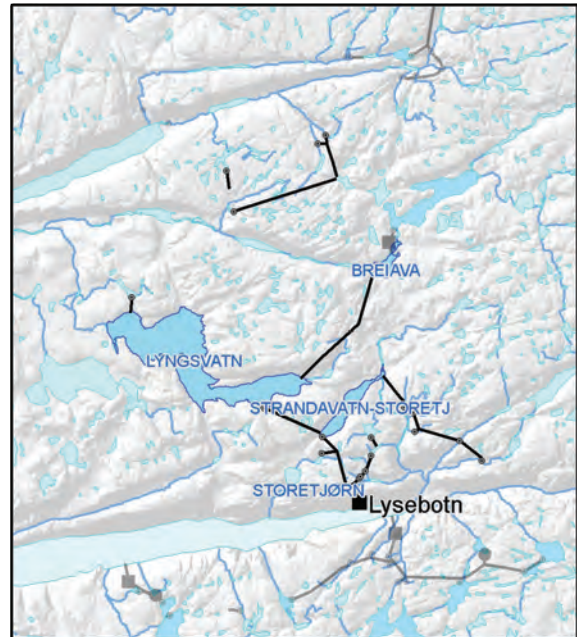 BREIAVA
LYNGSVATN
STRANDAVATN-STORETJ
STORETJØRN
Lysebotn